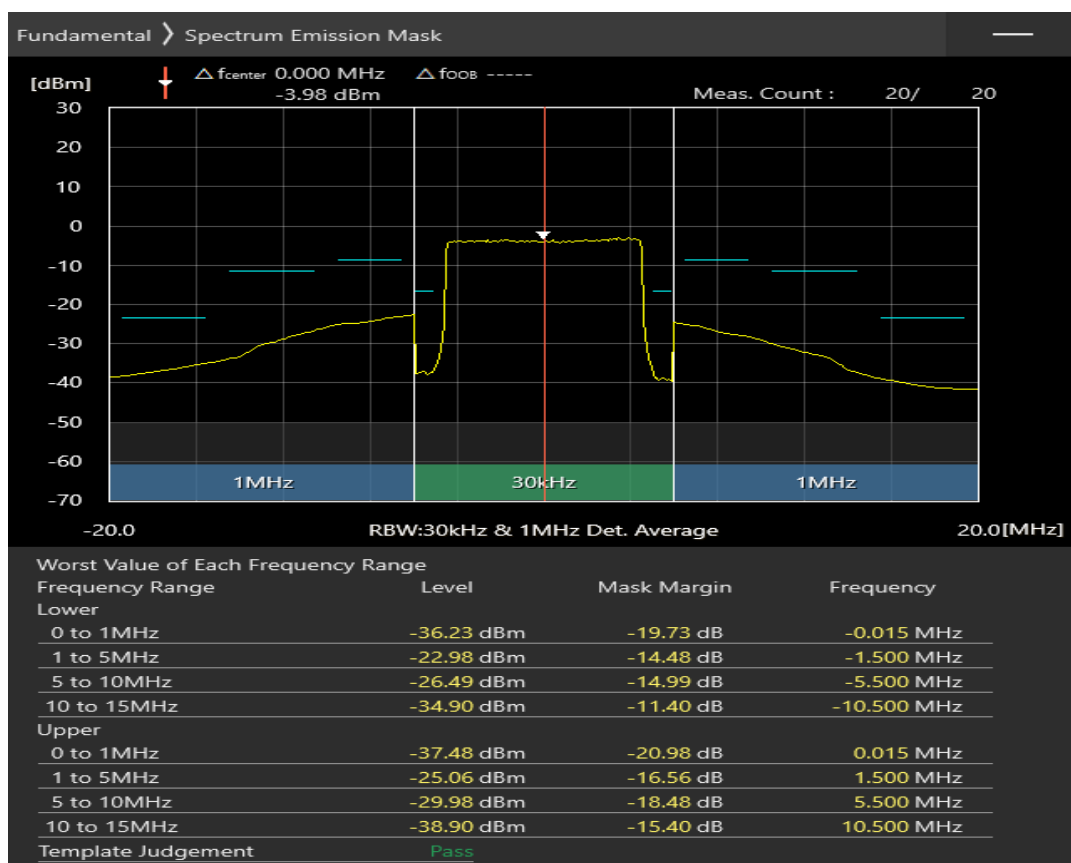 Fundamental ❯ Spectrum Emission Mask
[dBm] △ fcenter 0.000 MHz △ fOOB -----
-3.98 dBm Meas. Count : 20/ 20
30
20
10
0
-10
-20
-30
-40
-50
-60
-70
1MHz 30kHz 1MHz
-20.0 RBW:30kHz & 1MHz Det. Average 20.0[MHz]
Worst Value of Each Frequency Range
Frequency Range Level Mask Margin Frequency
Lower
0 to 1MHz -36.23 dBm -19.73 dB -0.015 MHz
1 to 5MHz -22.98 dBm -14.48 dB -1.500 MHz
5 to 10MHz -26.49 dBm -14.99 dB -5.500 MHz
10 to 15MHz -34.90 dBm -11.40 dB -10.500 MHz
Upper
0 to 1MHz -37.48 dBm -20.98 dB 0.015 MHz
1 to 5MHz -25.06 dBm -16.56 dB 1.500 MHz
5 to 10MHz -29.98 dBm -18.48 dB 5.500 MHz
10 to 15MHz -38.90 dBm -15.40 dB 10.500 MHz
Template Judgement Pass